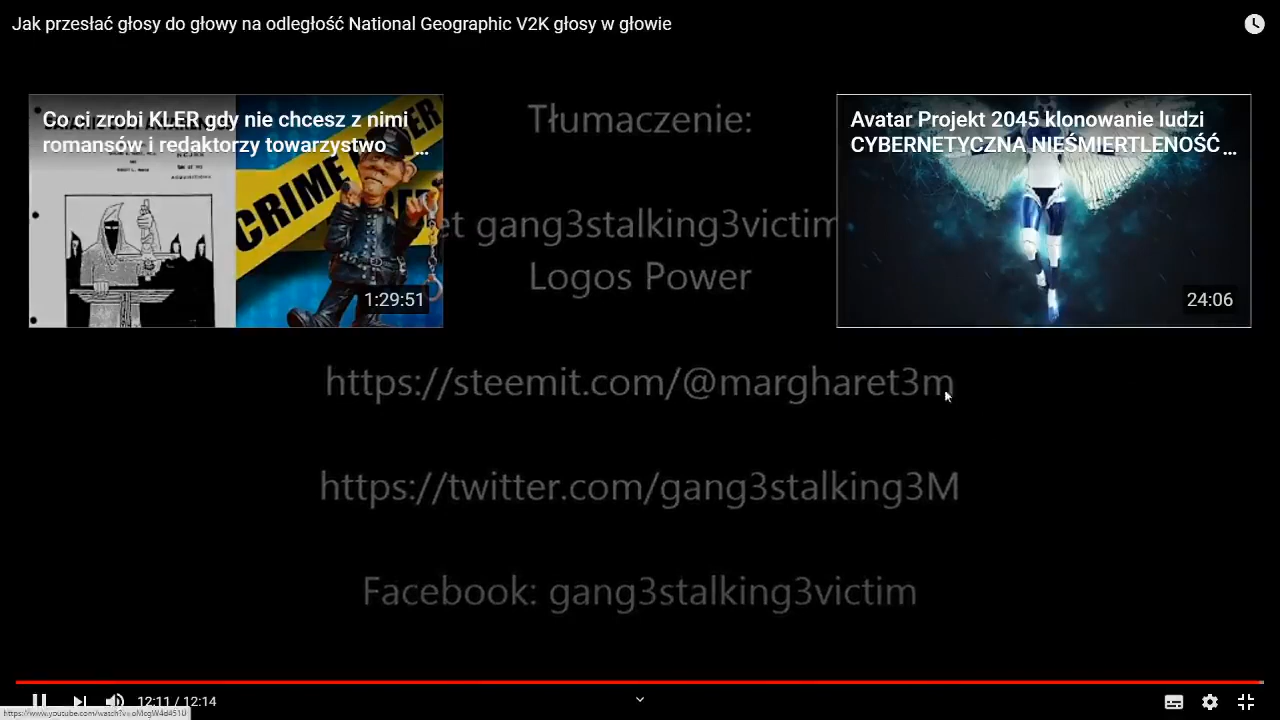 Jak przesłać głosy do głowy na odległość National Geographic V2K głosy w głowie
Co ci zrobi KLER gdy nie chcesz z nimi
romansów i redaktorzy towarzystwo ...
CRIME
1:29:51
Avatar Projekt 2045 klonowanie ludzi
CYBERNETYCZNA NIEŚMIERTLENOŚĆ ...
24:06
Tłumaczenie:
et gang3stalking3victim
Logos Power
https://steemit.com/@margharet3m
https://twitter.com/gang3stalking3M
Facebook: gang3stalking3victim
12:11 / 12:14